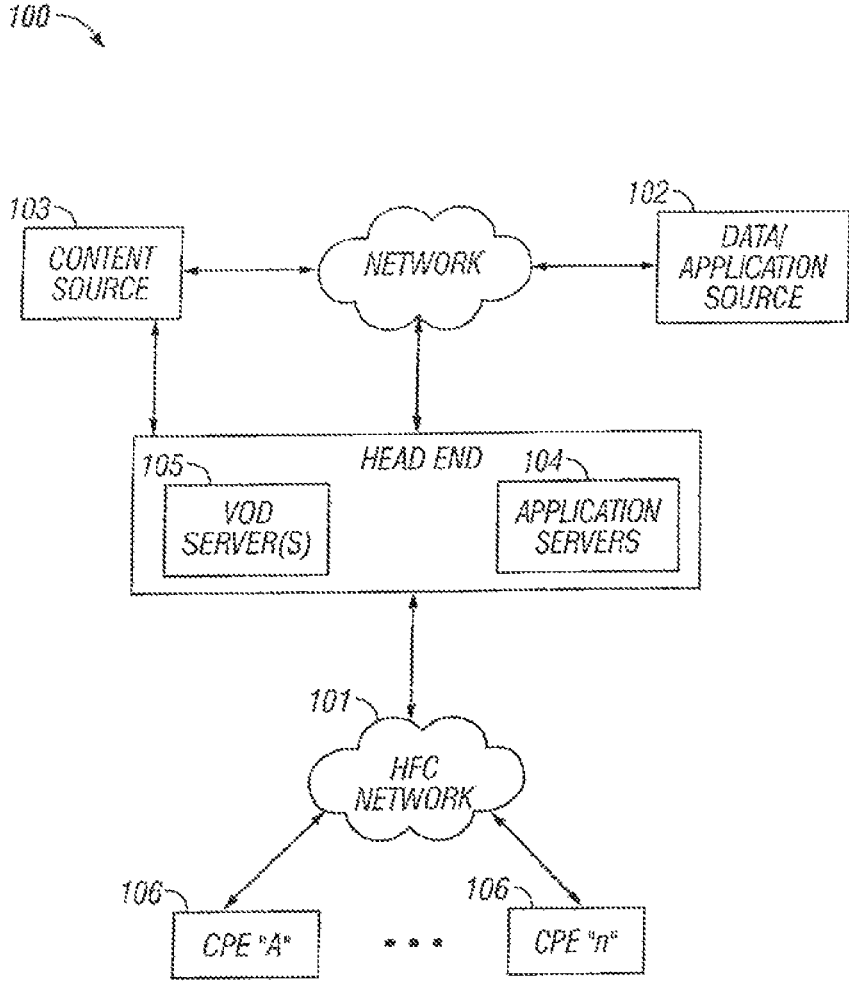 100
103
CONTENT
SOURCE
NETWORK
102
DATA/
APPLICATION
SOURCE
HEAD END
105
VOD
SERVER(S)
104
APPLICATION
SERVERS
101
HFC
NETWORK
106
CPE "A"
• • •
106
CPE "n"